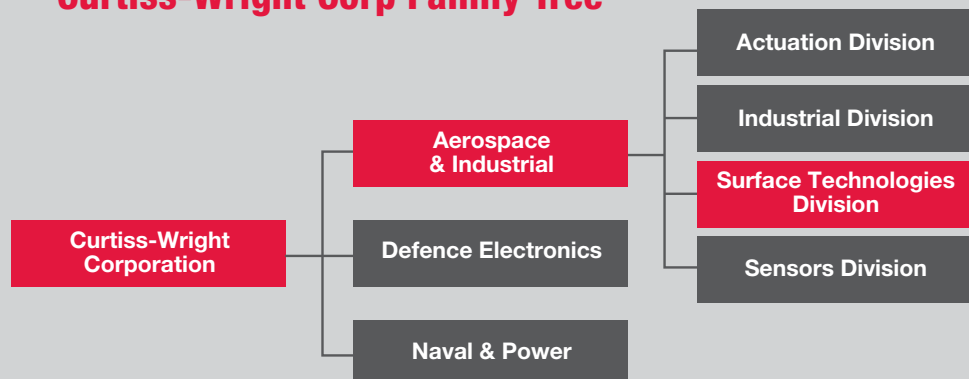 Curtiss-Wright Corp Family Tree
Actuation Division
Industrial Division
Aerospace
& Industrial
Surface Technologies
Division
Curtiss-Wright
Corporation
Defence Electronics
Sensors Division
Naval & Power